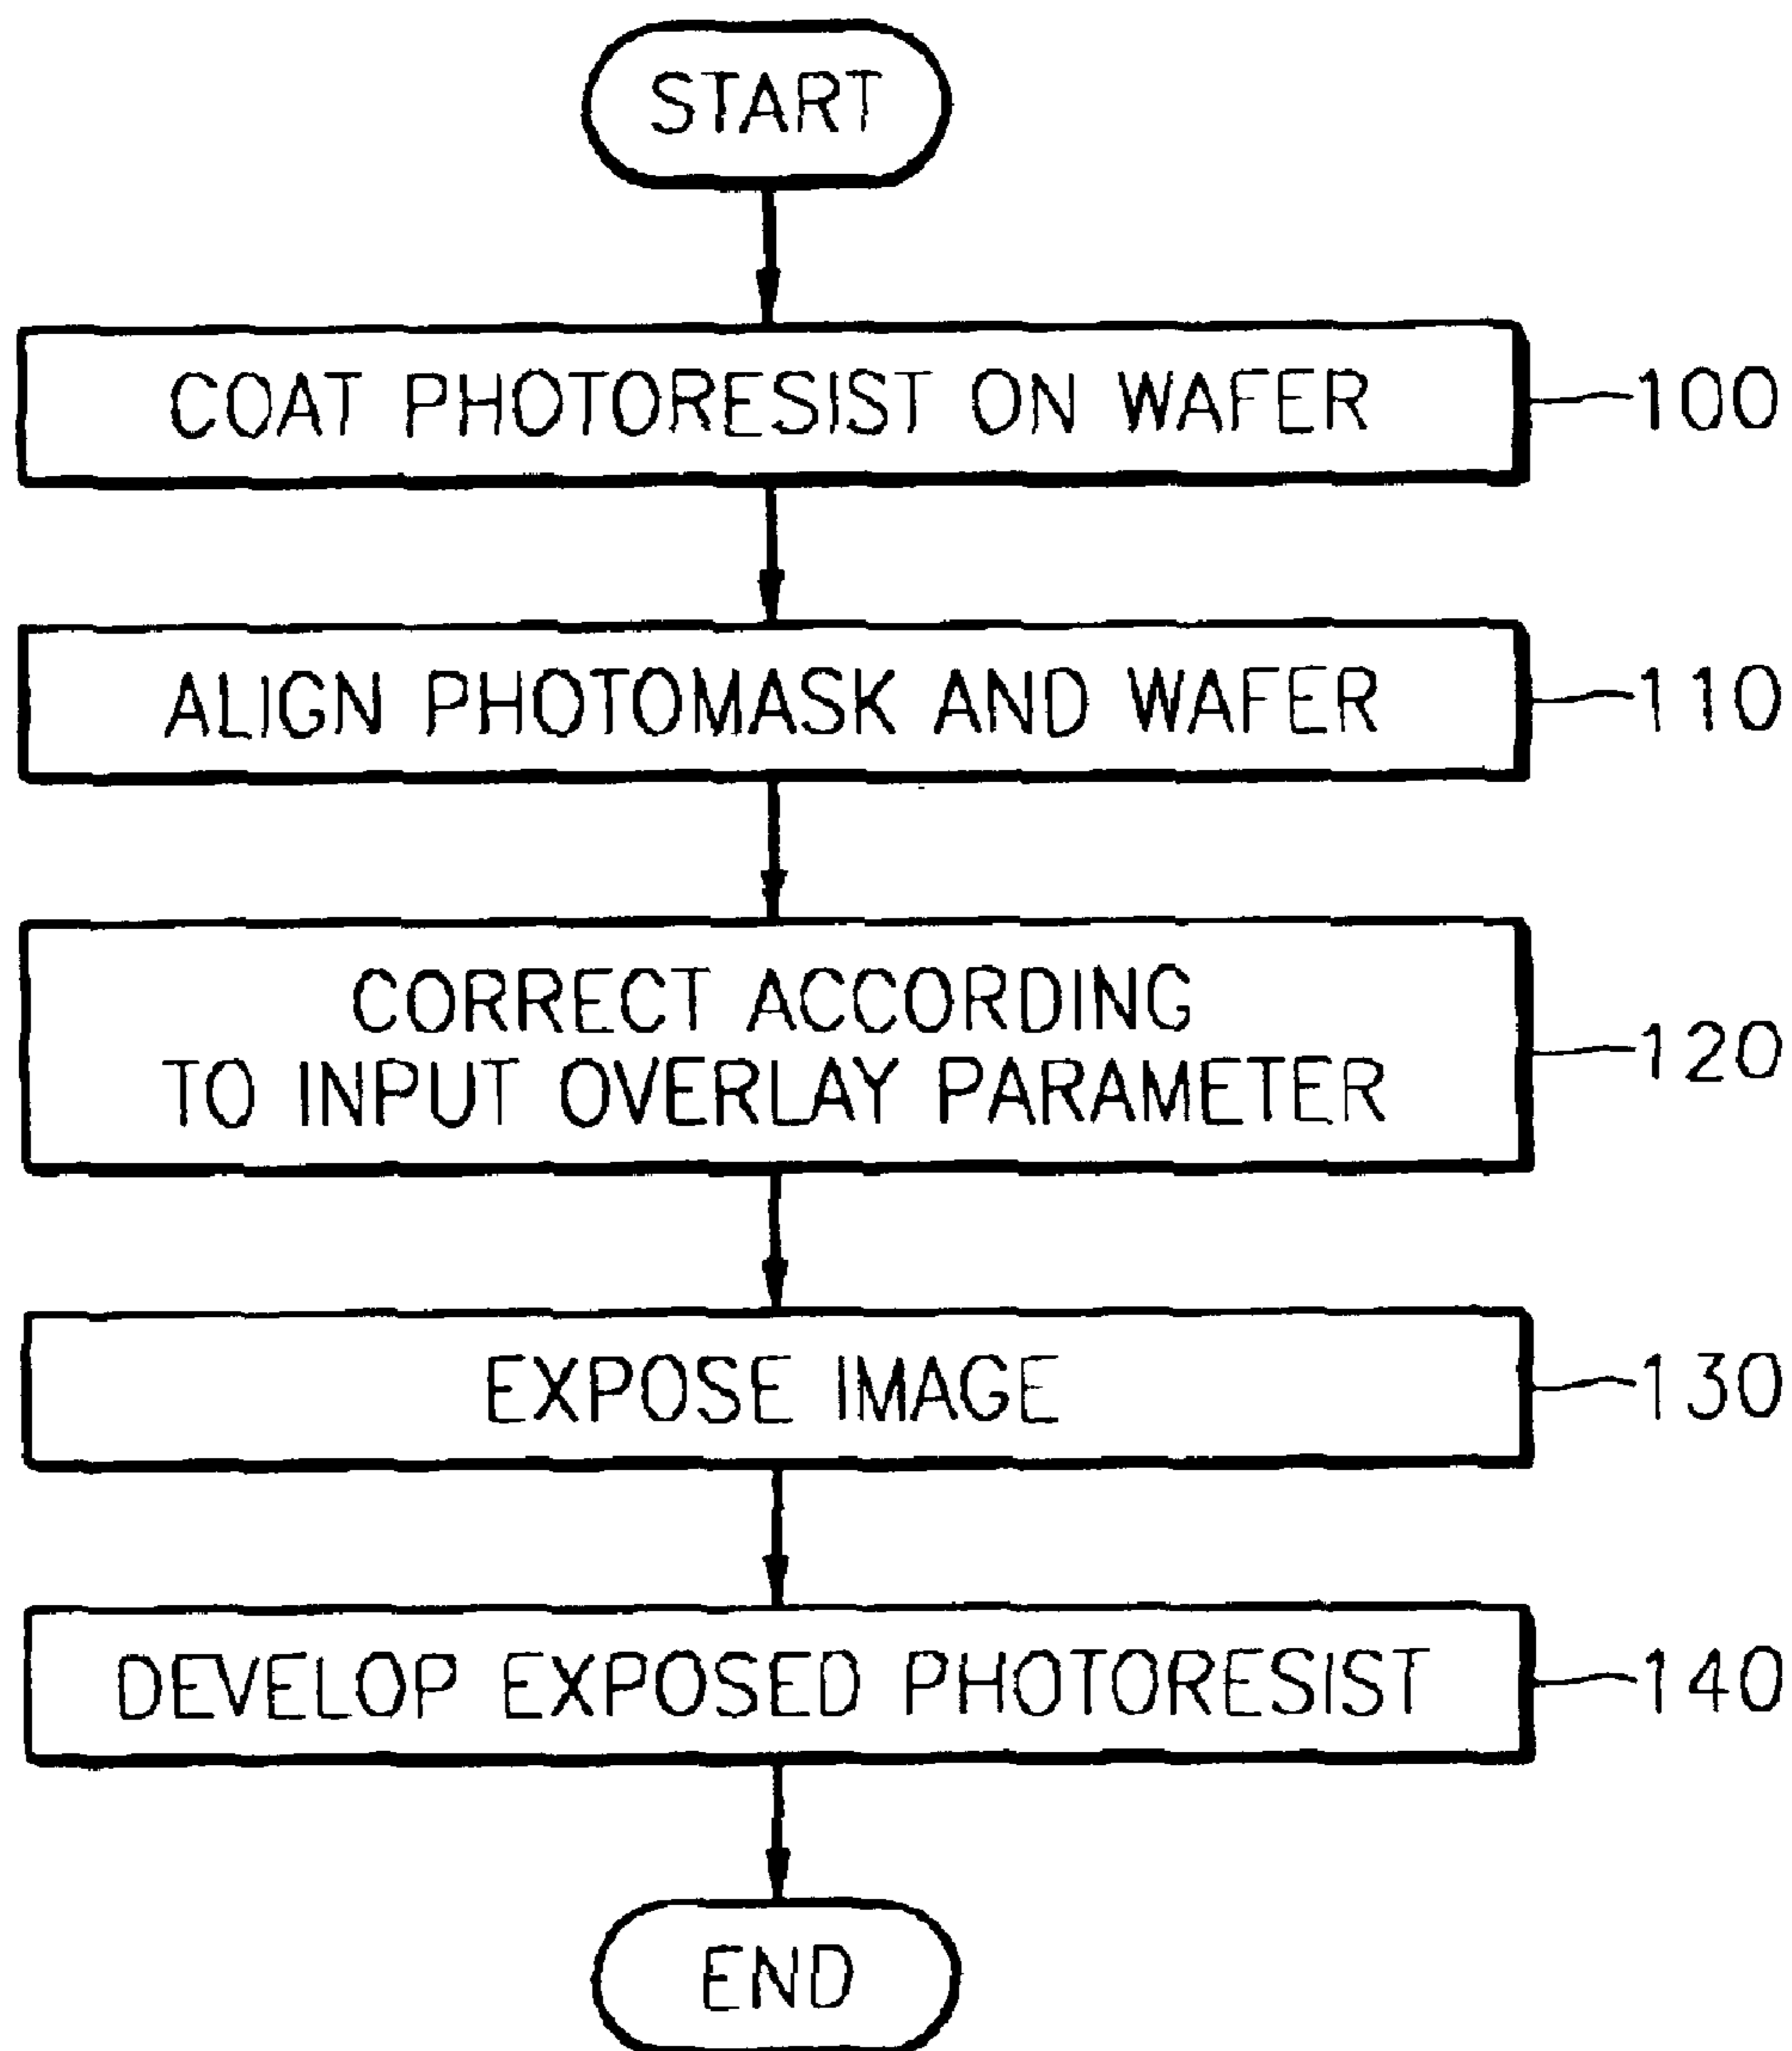 START
COAT PHOTORESIST ON WAFER
100
ALIGN PHOTOMASK AND WAFER
110
CORRECT ACCORDING
TO INPUT OVERLAY PARAMETER
120
EXPOSE IMAGE
130
DEVELOP EXPOSED PHOTORESIST
140
END